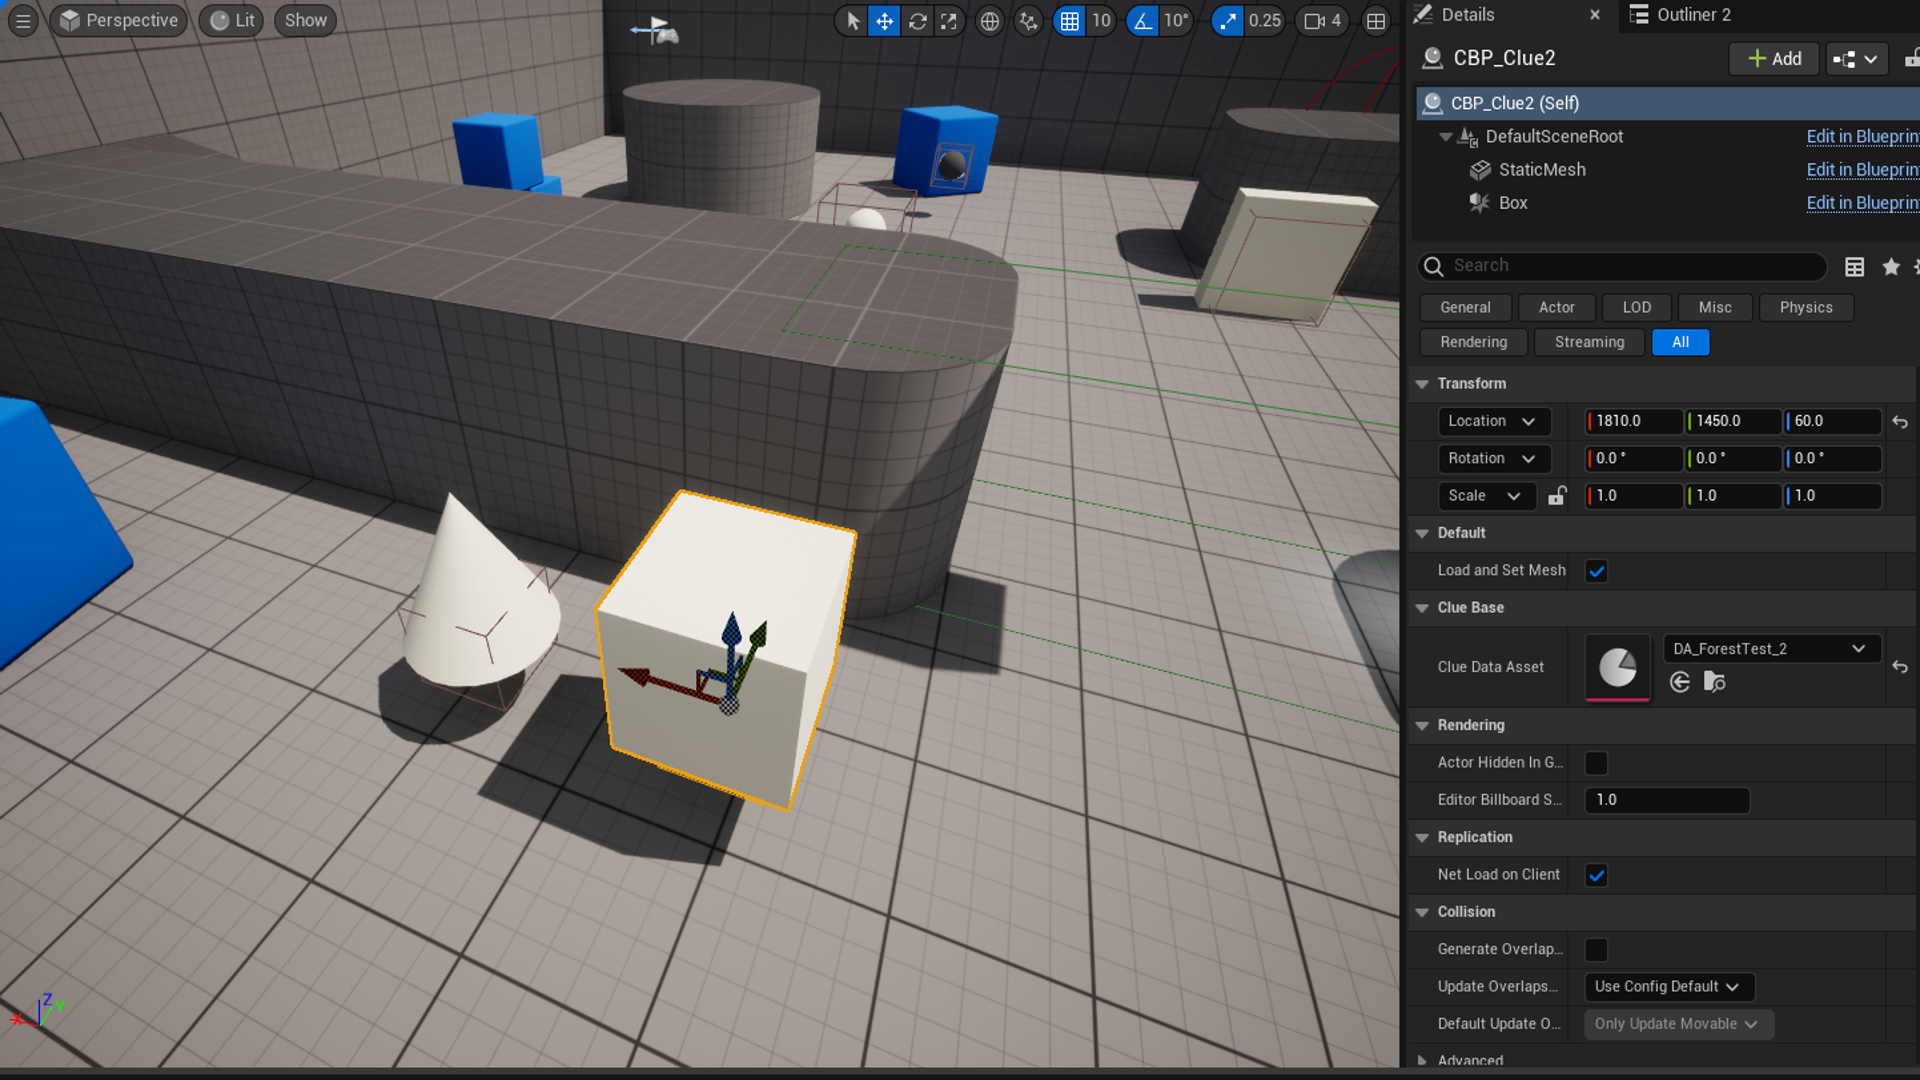 Perspective Lit Show 10 10° 0.25 4
Details Outliner 2
CBP_Clue2 Add
CBP_Clue2 (Self)
DefaultSceneRoot Edit in Blueprin
StaticMesh Edit in Blueprin
Box Edit in Blueprin
Search
General Actor LOD Misc Physics
Rendering Streaming All
Transform
Location 1810.0 1450.0 60.0
Rotation 0.0 ° 0.0 ° 0.0 °
Scale 1.0 1.0 1.0
Default
Load and Set Mesh
Clue Base
Clue Data Asset DA_ForestTest_2
Rendering
Actor Hidden In G...
Editor Billboard S... 1.0
Replication
Net Load on Client
Collision
Generate Overlap...
Update Overlaps... Use Config Default
Default Update O... Only Update Movable
Advanced
Z
Y
X